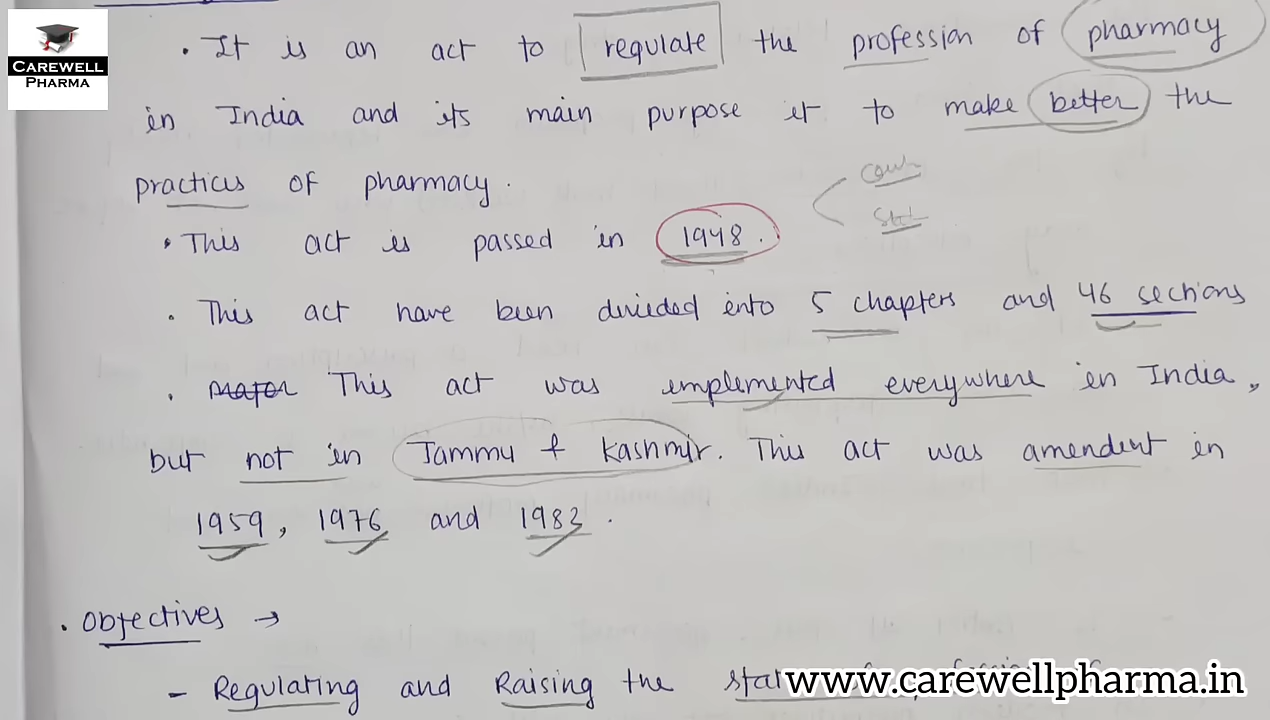 CAREWELL
PHARMA
• It is an act to regulate the profession of pharmacy
in India and its main purpose it to make better the
practices of pharmacy.
• This act is passed in 1948.
• This act have been divided into 5 chapters and 46 sections
• Major This act was implemented everywhere in India,
but not in Jammu & Kashmir. This act was amendent in
1959, 1976 and 1983.
• Objectives →
- Regulating and Raising the
www.carewellpharma.in